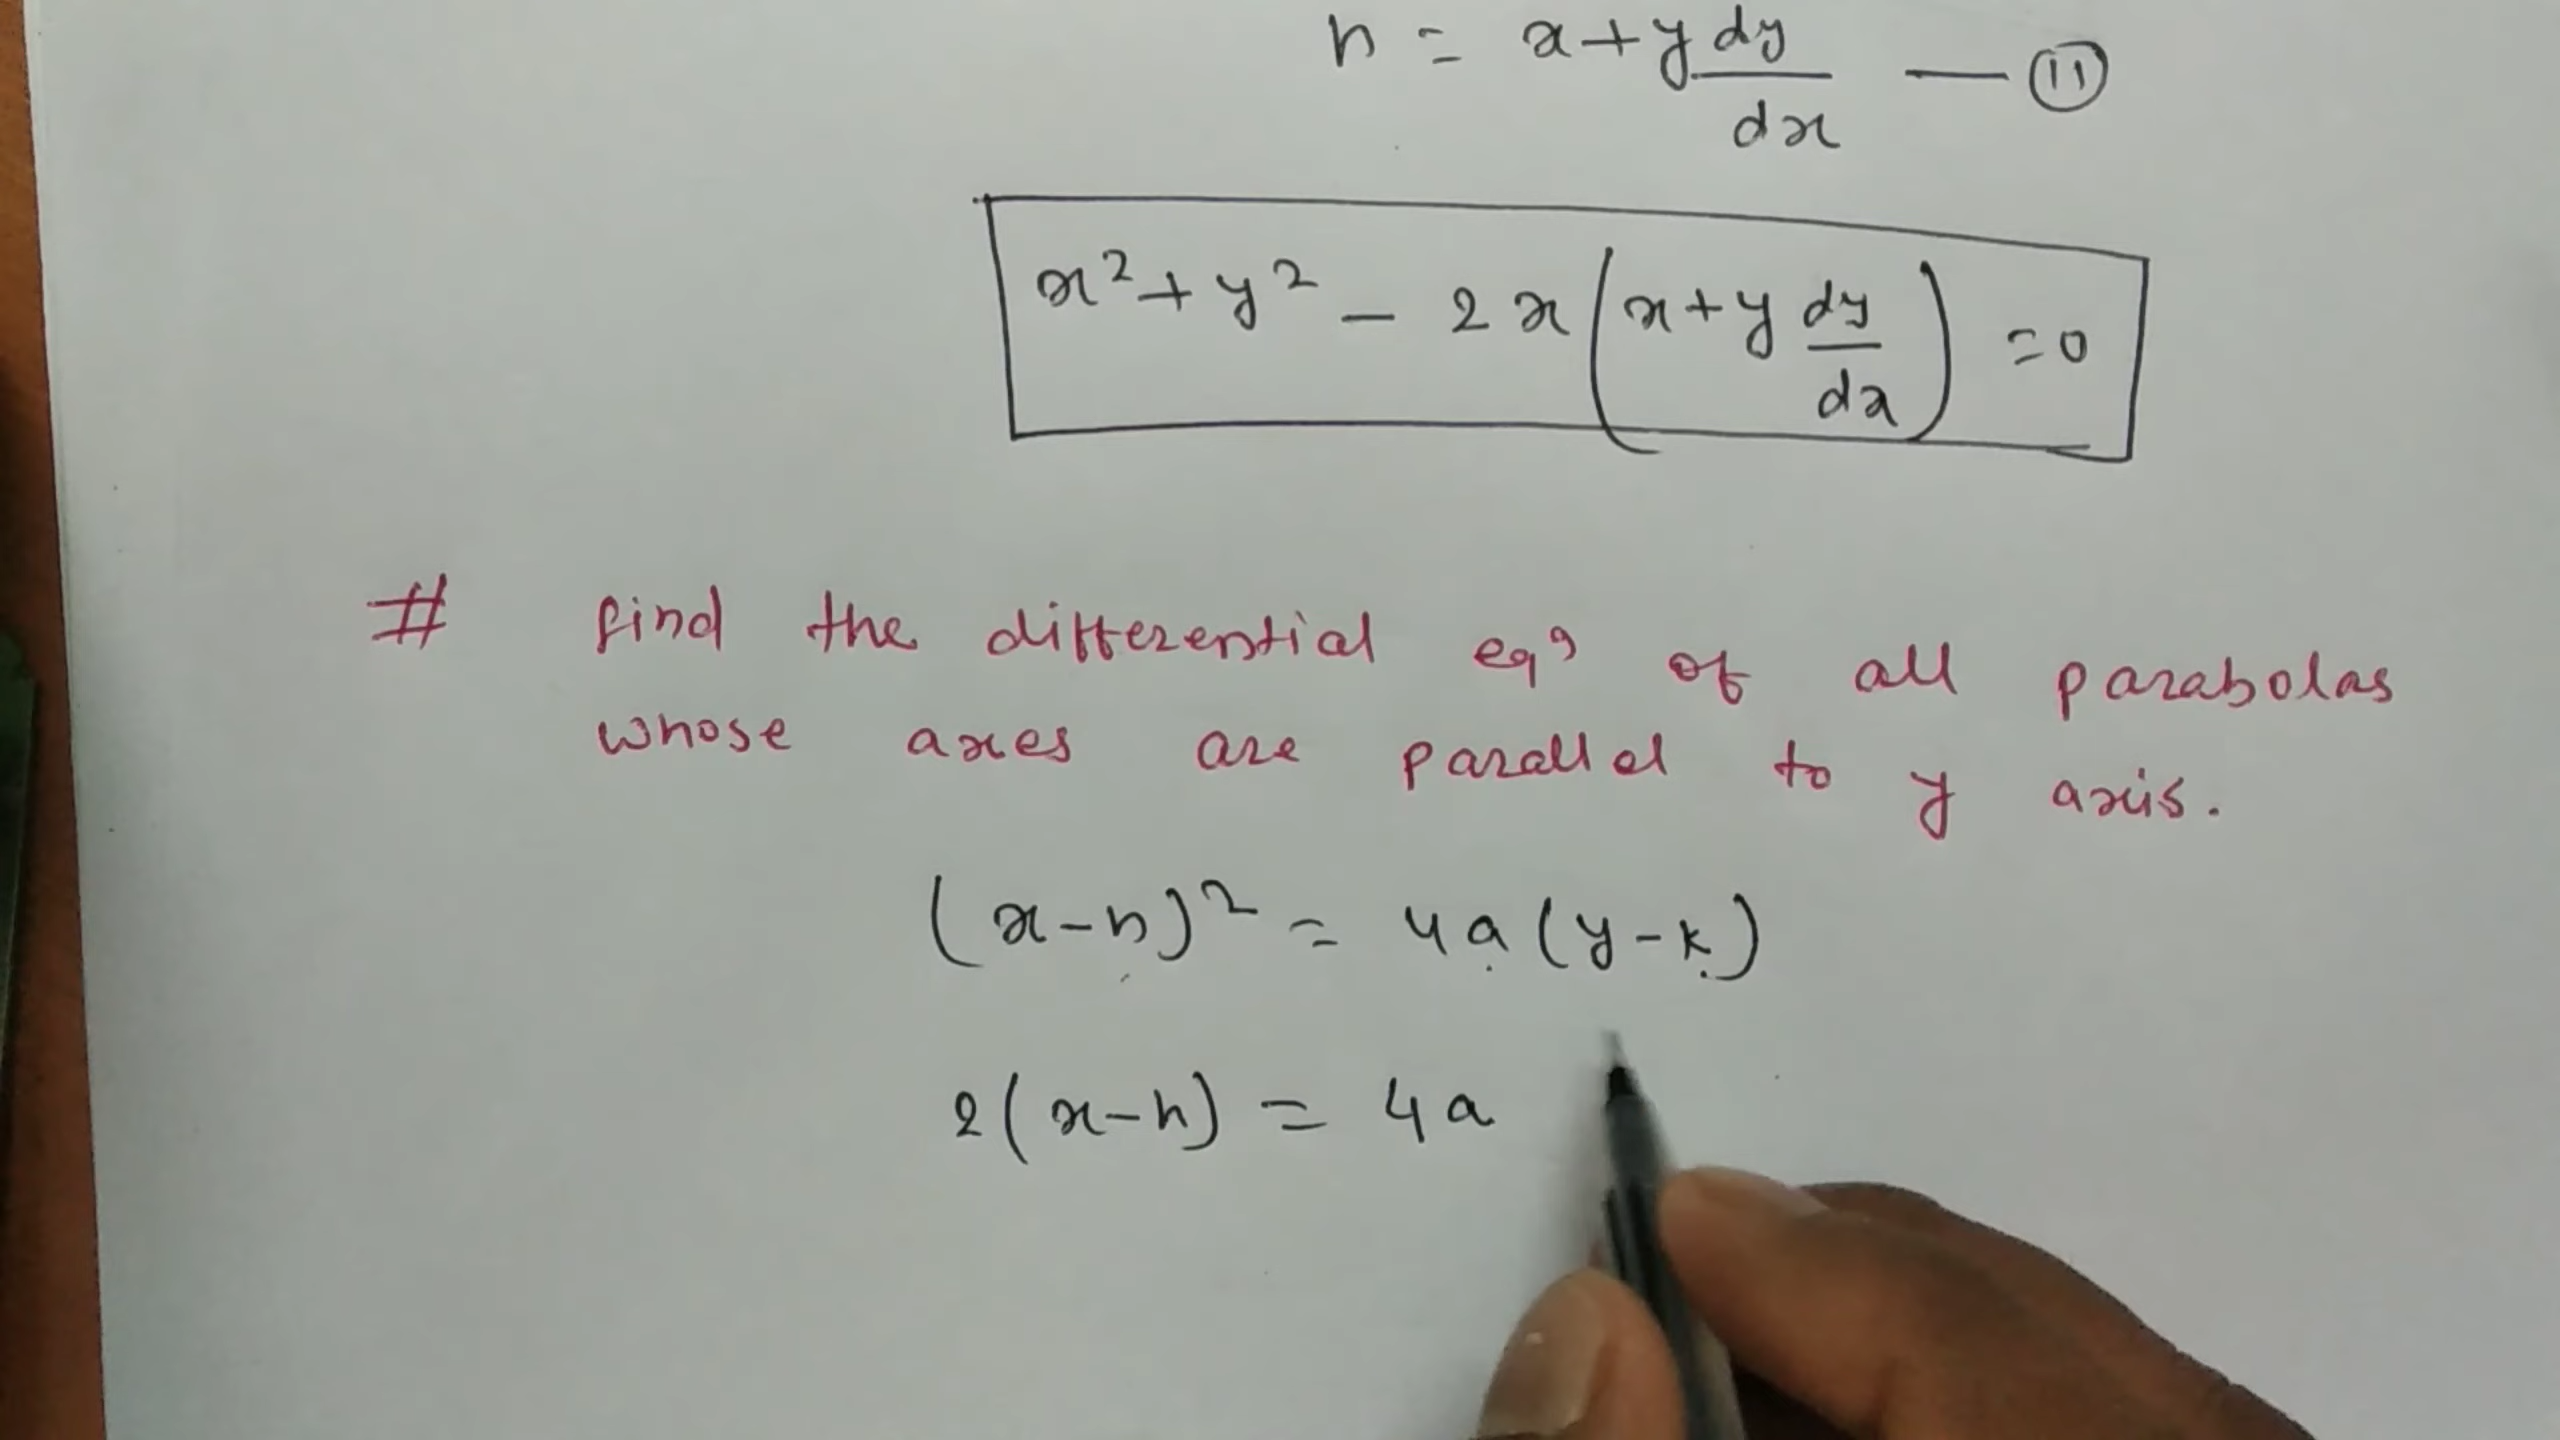 h = x + y dy/dx — (11)
x² + y² - 2x(x + y dy/dx) = 0
# find the differential eqn of all parabolas
whose axes are parallel to y axis.
(x-h)² = 4a(y-k)
2(x-h) = 4a